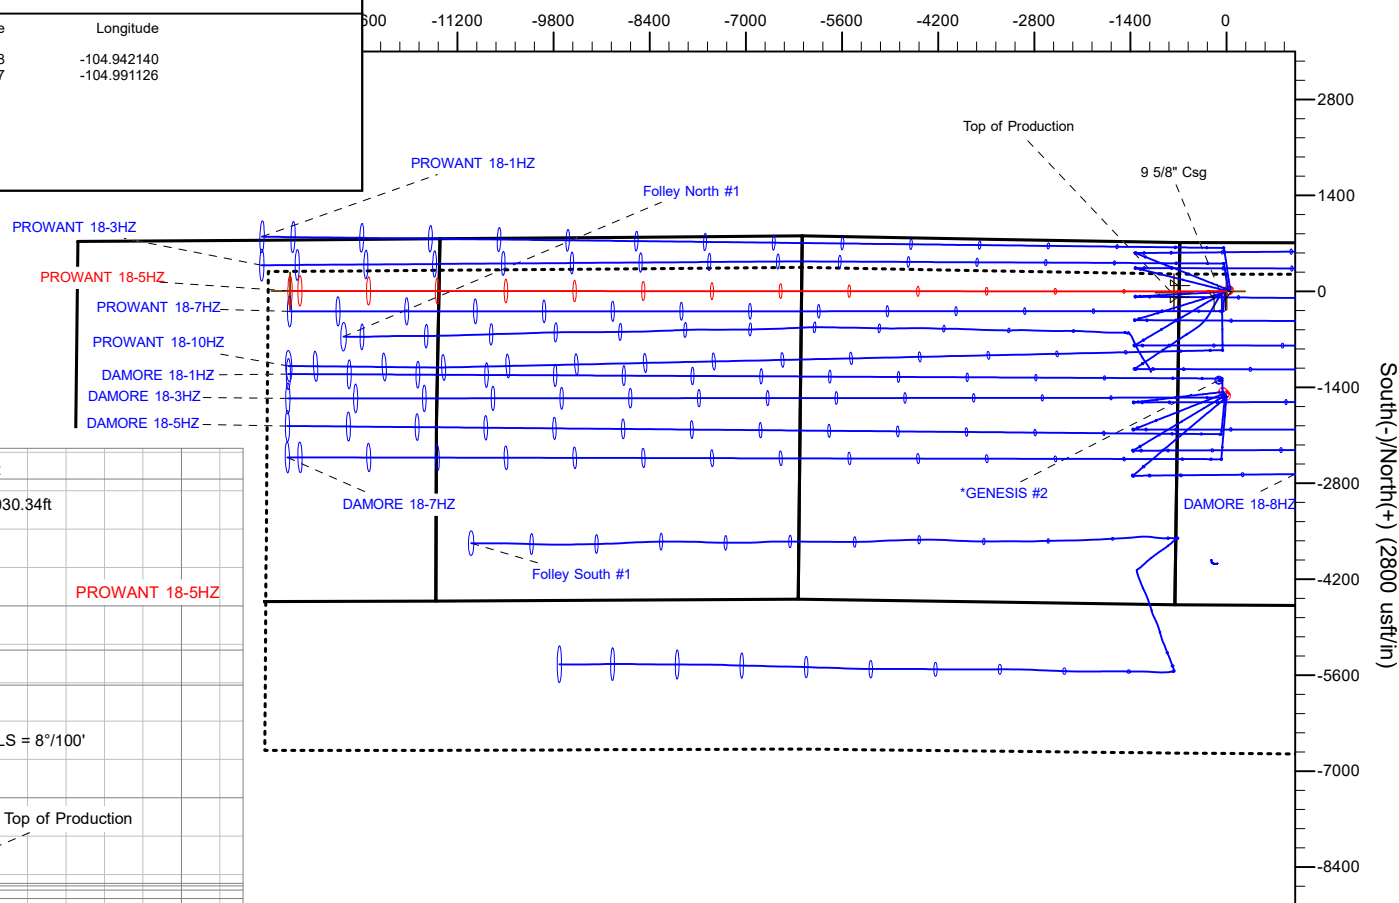 Longitude
-104.942140
-104.991126
-11200 -9800 -8400 -7000 -5600 -4200 -2800 -1400 0
2800
Top of Production
PROWANT 18-1HZ
9 5/8" Csg
Folley North #1
1400
PROWANT 18-3HZ
PROWANT 18-5HZ
0
PROWANT 18-7HZ
PROWANT 18-10HZ
DAMORE 18-1HZ
-1400
DAMORE 18-3HZ
DAMORE 18-5HZ
-2800
*GENESIS #2
DAMORE 18-7HZ
DAMORE 18-8HZ
030.34ft
South(-)/North(+) (2800 usft/in)
Folley South #1
-4200
PROWANT 18-5HZ
-5600
LS = 8°/100'
-7000
Top of Production
-8400